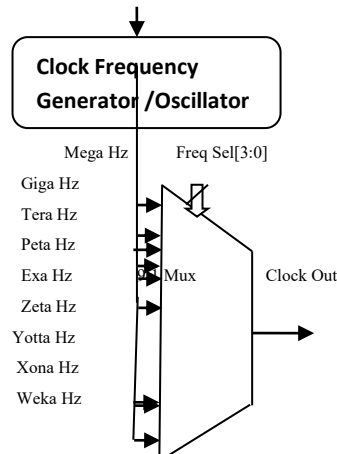 Clock Frequency
Generator /Oscillator
Mega Hz
Freq Sel[3:0]
Giga Hz
Tera Hz
Peta Hz
Exa Hz
Mux
Clock Out
Zeta Hz
Yotta Hz
Xona Hz
Weka Hz